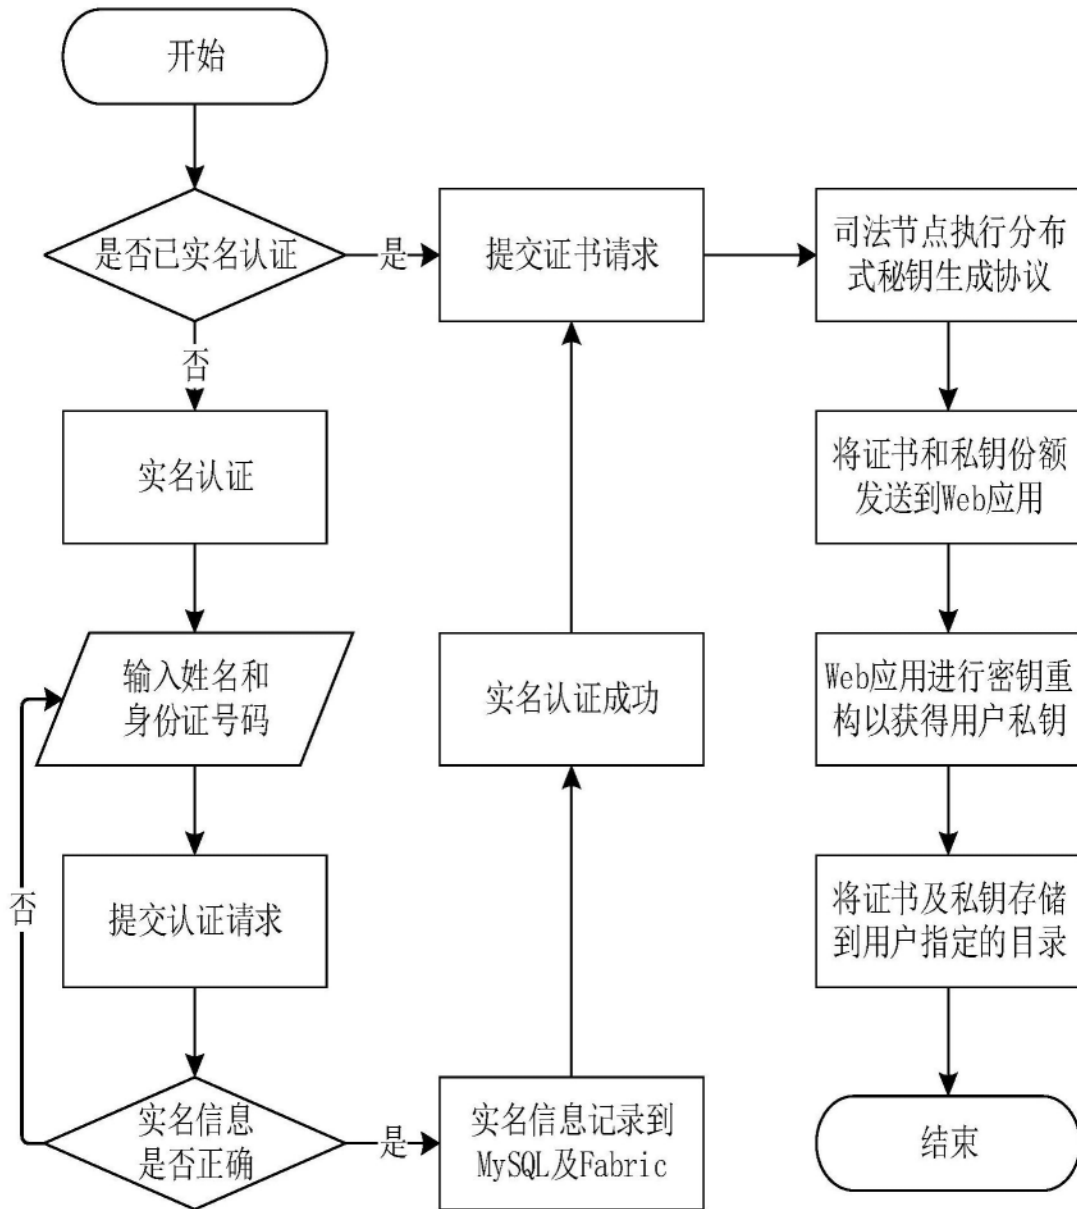 开始
是否已实名认证
是
否
实名认证
输入姓名和
身份证号码
提交认证请求
否
实名信息
是否正确
是
实名信息记录到
MySQL及Fabric
实名认证成功
提交证书请求
司法节点执行分布
式秘钥生成协议
将证书和私钥份额
发送到Web应用
Web应用进行密钥重
构以获得用户私钥
将证书及私钥存储
到用户指定的目录
结束